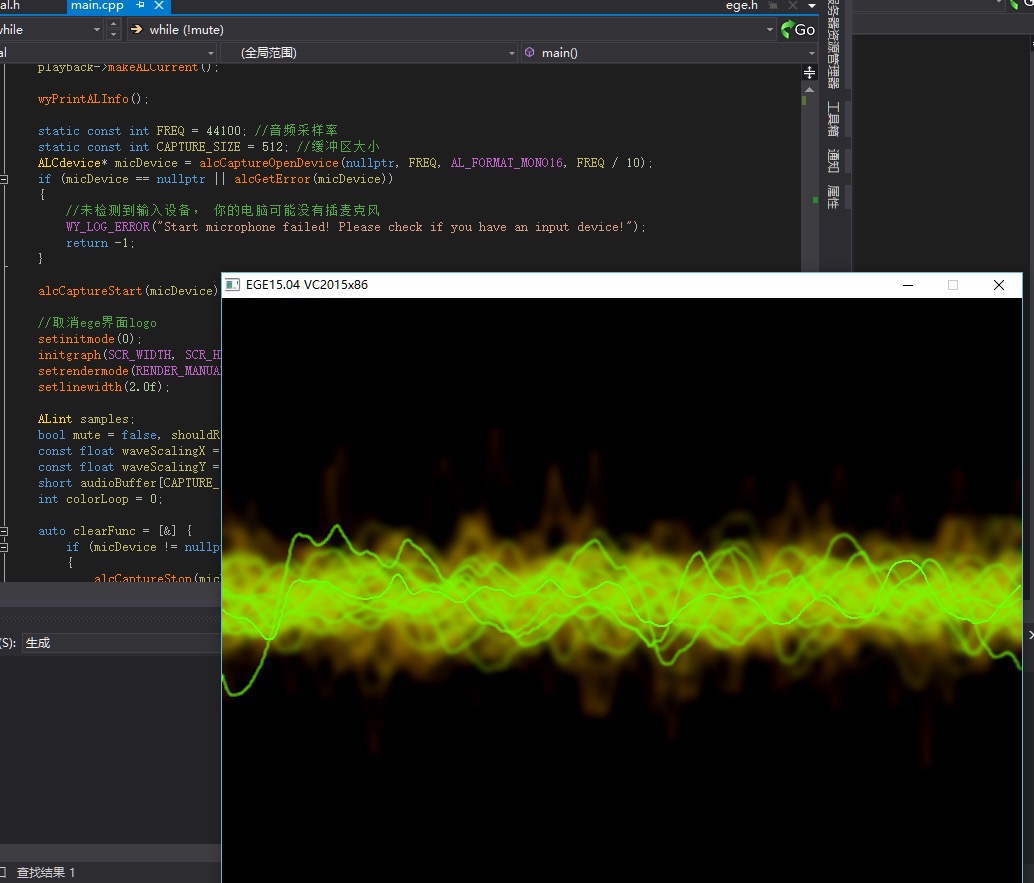 al.h
main.cpp
ege.h
while
while (!mute)
Go
al
(全局范围)
main()
服务器资源管理器
工具箱
通知
属性
playback->makeALCurrent();
wyPrintALInfo();
static const int FREQ = 44100; //音频采样率
static const int CAPTURE_SIZE = 512; //缓冲区大小
ALCdevice* micDevice = alcCaptureOpenDevice(nullptr, FREQ, AL_FORMAT_MONO16, FREQ / 10);
if (micDevice == nullptr || alcGetError(micDevice))
{
//未检测到输入设备， 你的电脑可能没有插麦克风
WY_LOG_ERROR("Start microphone failed! Please check if you have an input device!");
return -1;
}
alcCaptureStart(micDevice)
//取消ege界面logo
setinitmode(0);
initgraph(SCR_WIDTH, SCR_H
setrendermode(RENDER_MANUA
setlinewidth(2.0f);
ALint samples;
bool mute = false, shouldR
const float waveScalingX =
const float waveScalingY =
short audioBuffer[CAPTURE_
int colorLoop = 0;
auto clearFunc = [&] {
if (micDevice != nullp
{
alcCaptureStop(mic
EGE15.04 VC2015x86
(S): 生成
查找结果 1